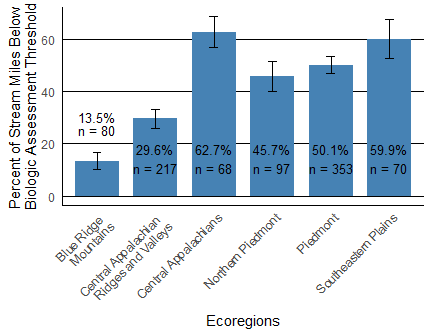 Percent of Stream Miles Below
Biologic Assessment Threshold
60
40
20
0
13.5%
n = 80
29.6%
n = 217
62.7%
n = 68
45.7%
n = 97
50.1%
n = 353
59.9%
n = 70
Blue Ridge
Mountains
Central Appalachian
Ridges and Valleys
Central Appalachians
Northern Piedmont
Piedmont
Southeastern Plains
Ecoregions